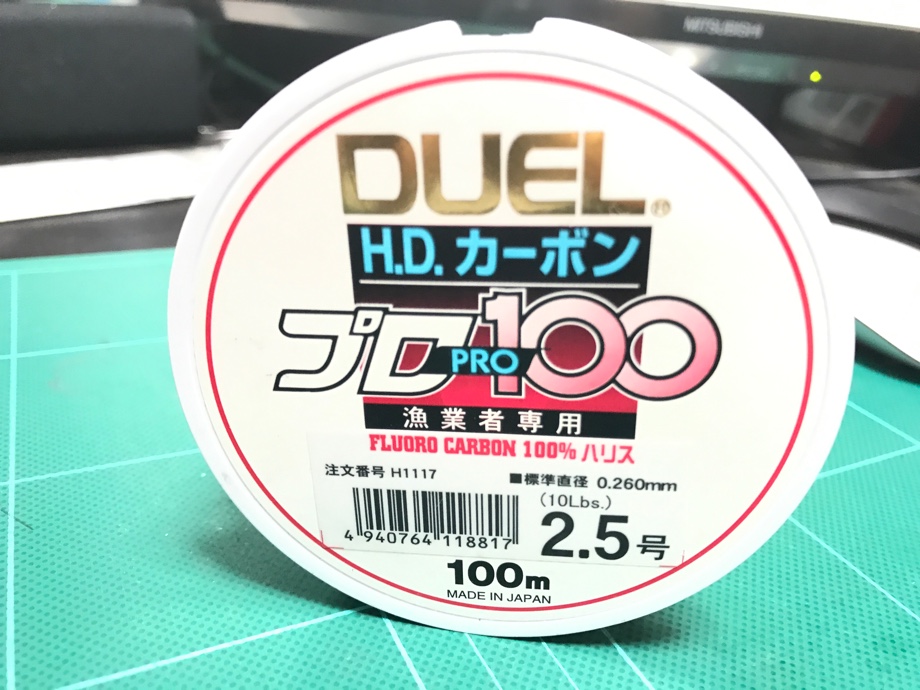 MITSUBISHI
DUEL®
H.D. カーボン
プロ PRO 100
漁業者専用
FLUORO CARBON 100% ハリス
注文番号 H1117
■標準直径 0.260mm
(10Lbs.)
2.5号
4 940764 118817
100m
MADE IN JAPAN